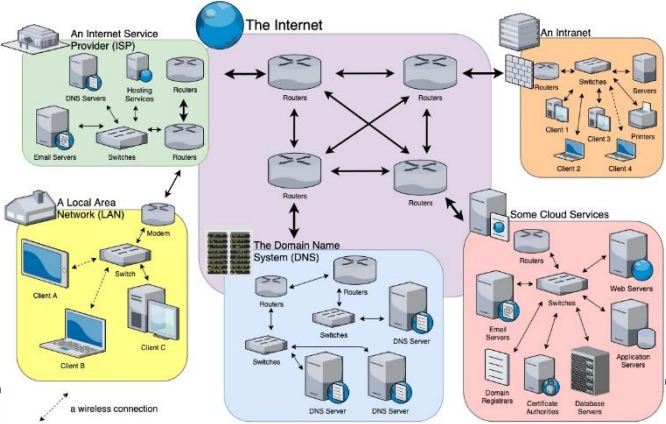 An Internet Service
Provider (ISP)
DNS Servers
Hosting
Services
Routers
Email Servers
Switches
Routers
The Internet
Routers
Routers
Routers
Routers
An Intranet
Routers
Switches
Servers
Client 1
Client 3
Printers
Client 2
Client 4
A Local Area
Network (LAN)
Modem
Switch
Client A
Client B
Client C
a wireless connection
The Domain Name
System (DNS)
Routers
Routers
Switches
Switches
DNS Server
DNS Server
DNS Server
Some Cloud Services
Routers
Web Servers
Switches
Email
Servers
Application
Servers
Domain
Registrars
Certificate
Authorities
Database
Servers